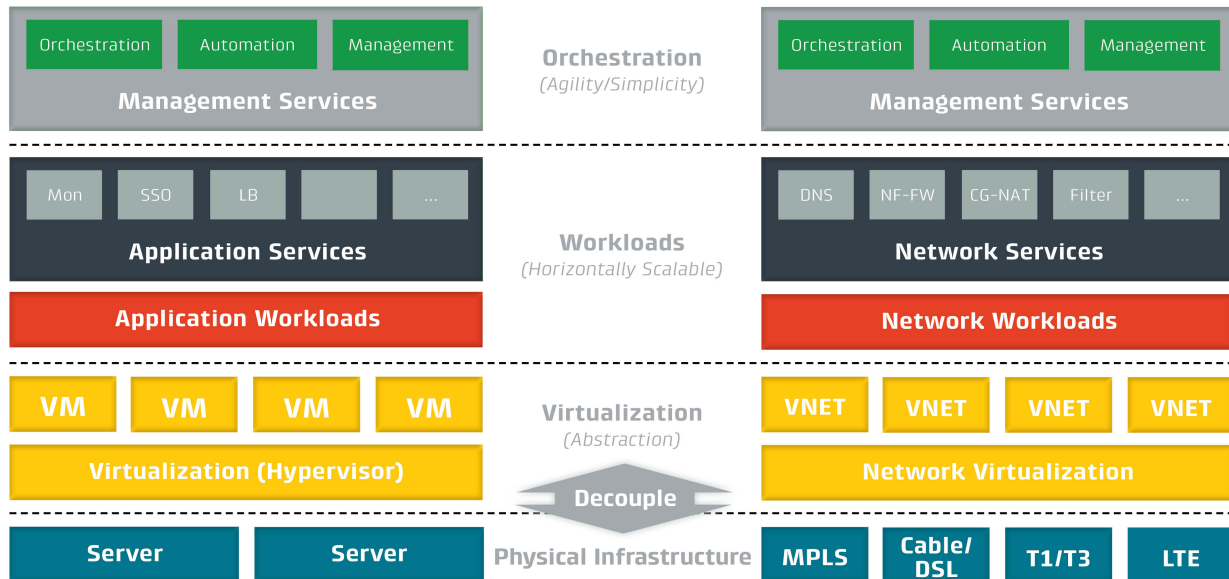 Orchestration
Automation
Management
Management Services
Orchestration
(Agility/Simplicity)
Orchestration
Automation
Management
Management Services
Mon
SSO
LB
...
Application Services
Application Workloads
Workloads
(Horizontally Scalable)
DNS
NF-FW
CG-NAT
Filter
...
Network Services
Network Workloads
VM
VM
VM
VM
Virtualization (Hypervisor)
Virtualization
(Abstraction)
Decouple
VNET
VNET
VNET
VNET
Network Virtualization
Server
Server
Physical Infrastructure
MPLS
Cable/
DSL
T1/T3
LTE